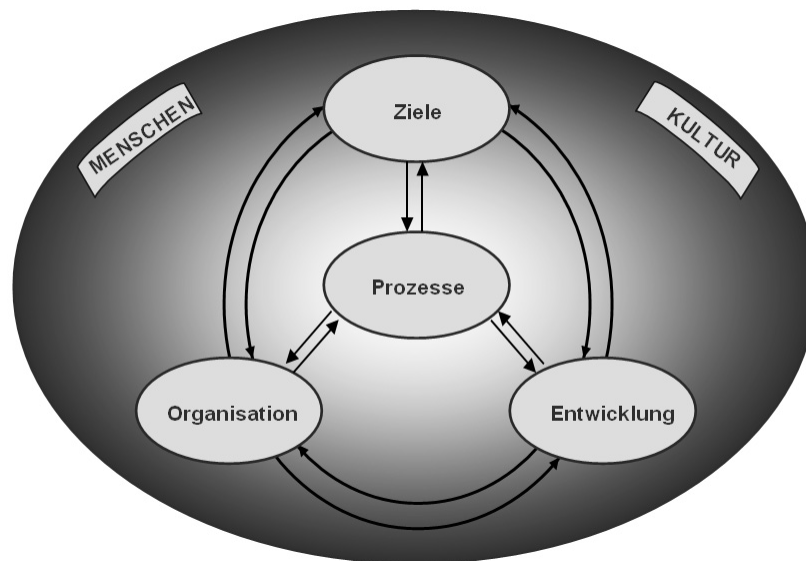 MENSCHEN
KULTUR
Ziele
Prozesse
Organisation
Entwicklung